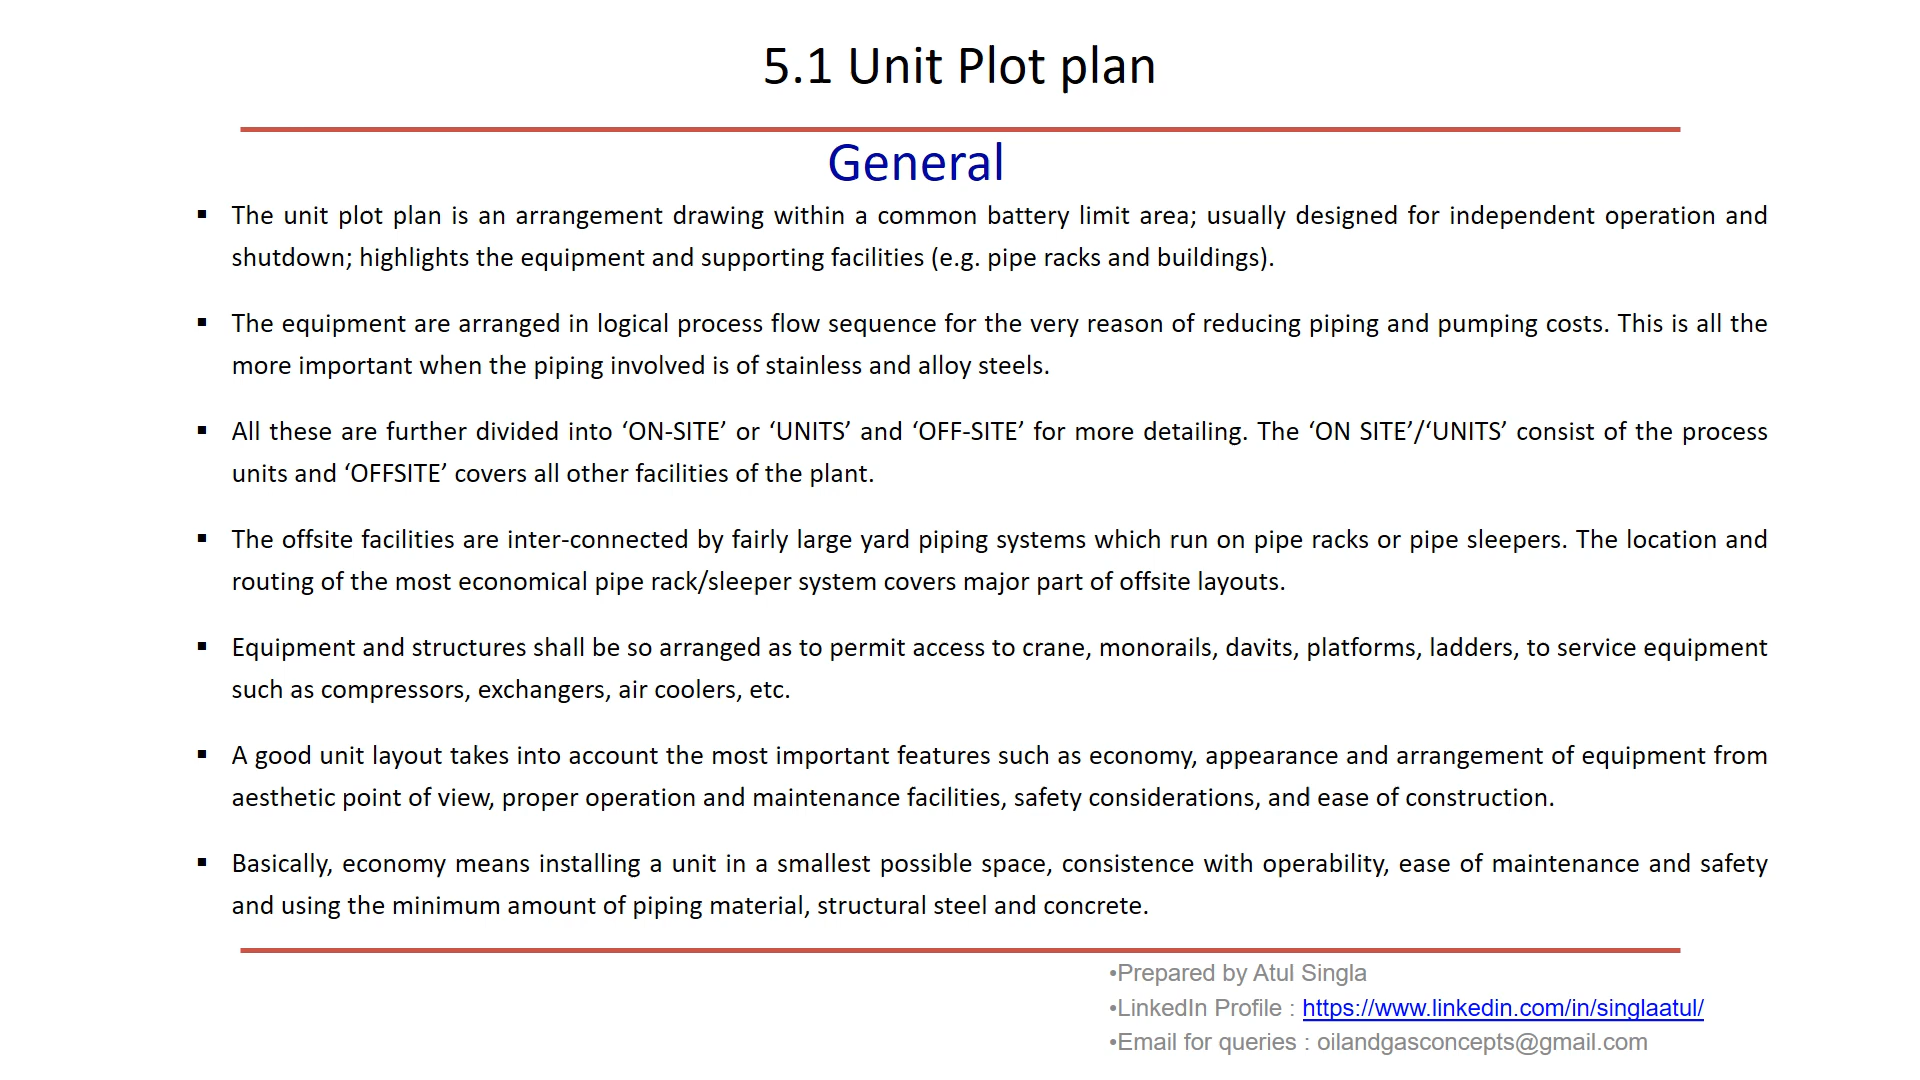 5.1 Unit Plot plan
General
▪ The unit plot plan is an arrangement drawing within a common battery limit area; usually designed for independent operation and
shutdown; highlights the equipment and supporting facilities (e.g. pipe racks and buildings).
▪ The equipment are arranged in logical process flow sequence for the very reason of reducing piping and pumping costs. This is all the
more important when the piping involved is of stainless and alloy steels.
▪ All these are further divided into ‘ON-SITE’ or ‘UNITS’ and ‘OFF-SITE’ for more detailing. The ‘ON SITE’/‘UNITS’ consist of the process
units and ‘OFFSITE’ covers all other facilities of the plant.
▪ The offsite facilities are inter-connected by fairly large yard piping systems which run on pipe racks or pipe sleepers. The location and
routing of the most economical pipe rack/sleeper system covers major part of offsite layouts.
▪ Equipment and structures shall be so arranged as to permit access to crane, monorails, davits, platforms, ladders, to service equipment
such as compressors, exchangers, air coolers, etc.
▪ A good unit layout takes into account the most important features such as economy, appearance and arrangement of equipment from
aesthetic point of view, proper operation and maintenance facilities, safety considerations, and ease of construction.
▪ Basically, economy means installing a unit in a smallest possible space, consistence with operability, ease of maintenance and safety
and using the minimum amount of piping material, structural steel and concrete.
•Prepared by Atul Singla
•LinkedIn Profile : https://www.linkedin.com/in/singlaatul/
•Email for queries : oilandgasconcepts@gmail.com